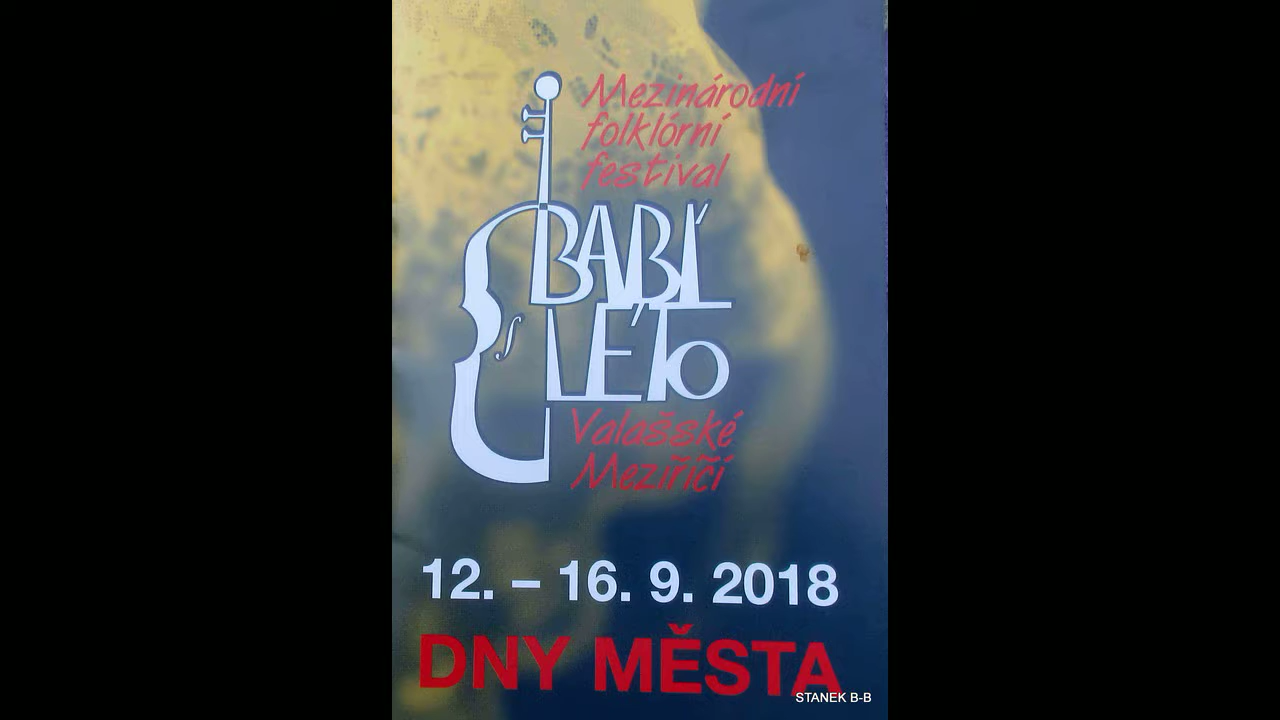 Mezinárodní
folklórní
festival
BABÍ
LÉTO
Valašské
Meziříčí
12. – 16. 9. 2018
DNY MĚSTA
STANEK B-B